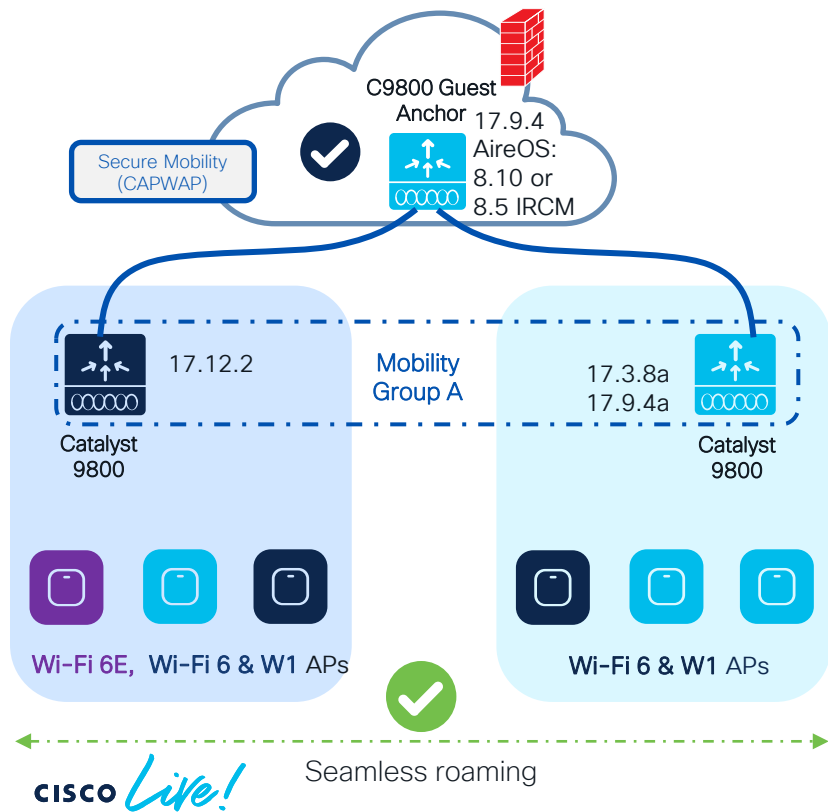 C9800 Guest
Anchor
17.9.4
AireOS:
8.10 or
8.5 IRCM
Secure Mobility
(CAPWAP)
17.12.2
Mobility
Group A
17.3.8a
17.9.4a
Catalyst
9800
Catalyst
9800
Wi-Fi 6E, Wi-Fi 6 & W1 APs
Wi-Fi 6 & W1 APs
Seamless roaming
CISCO Live!